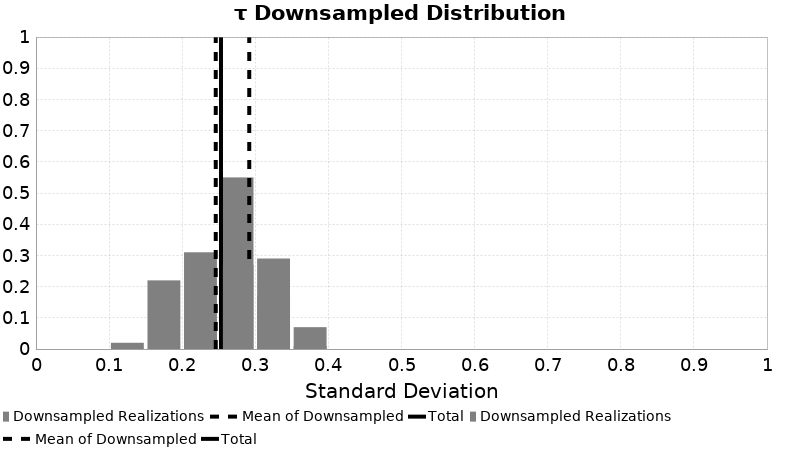 τ Downsampled Distribution
1
0.9
0.8
0.7
0.6
0.5
0.4
0.3
0.2
0.1
0
0 0.1 0.2 0.3 0.4 0.5 0.6 0.7 0.8 0.9 1
Standard Deviation
Downsampled Realizations Mean of Downsampled Total Downsampled Realizations
Mean of Downsampled Total